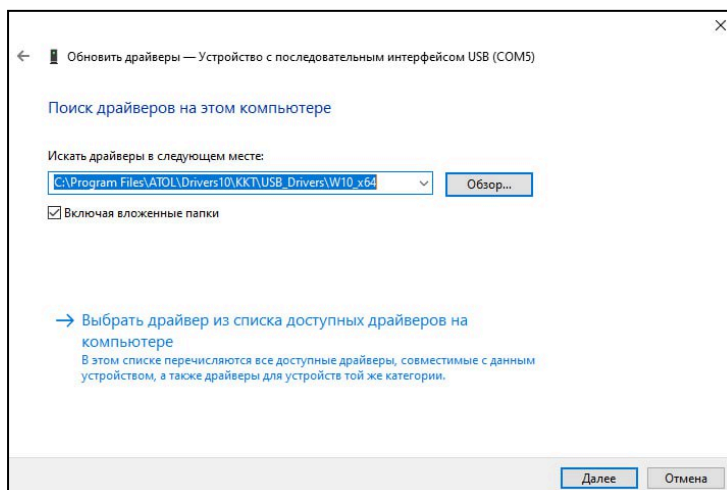 Обновить драйверы — Устройство с последовательным интерфейсом USB (COM5)
Поиск драйверов на этом компьютере
Искать драйверы в следующем месте:
C:\Program Files\ATOL\Drivers10\KKT\USB_Drivers\W10_x64
Обзор...
Включая вложенные папки
Выбрать драйвер из списка доступных драйверов на
компьютере
В этом списке перечисляются все доступные драйверы, совместимые с данным
устройством, а также драйверы для устройств той же категории.
Далее
Отмена